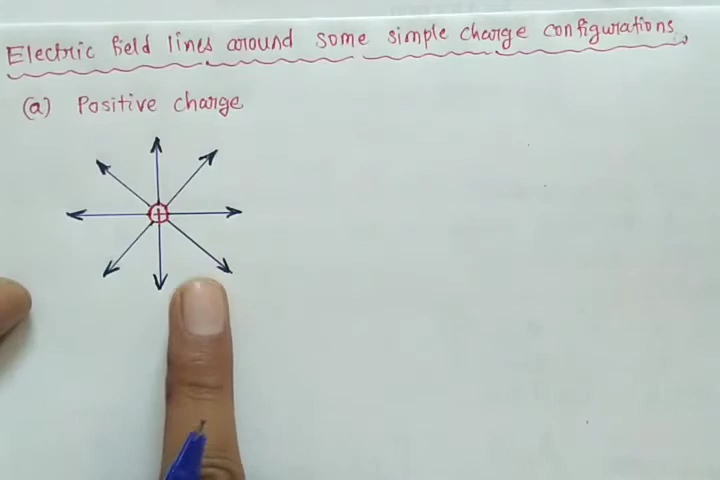 Electric field lines around some simple charge configurations,
(a) Positive charge
+